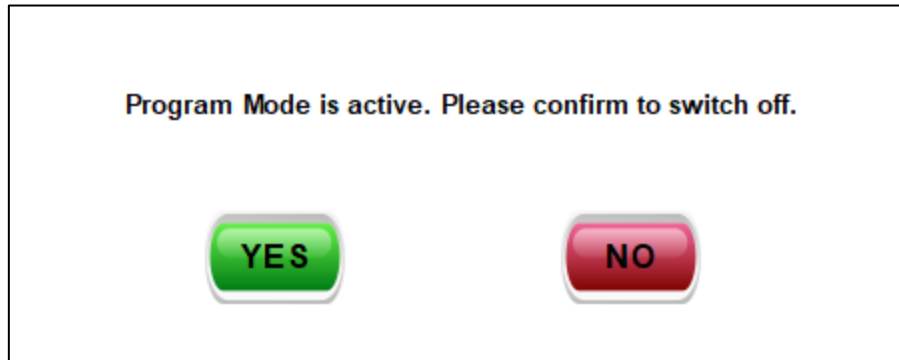 Program Mode is active. Please confirm to switch off.
YES NO